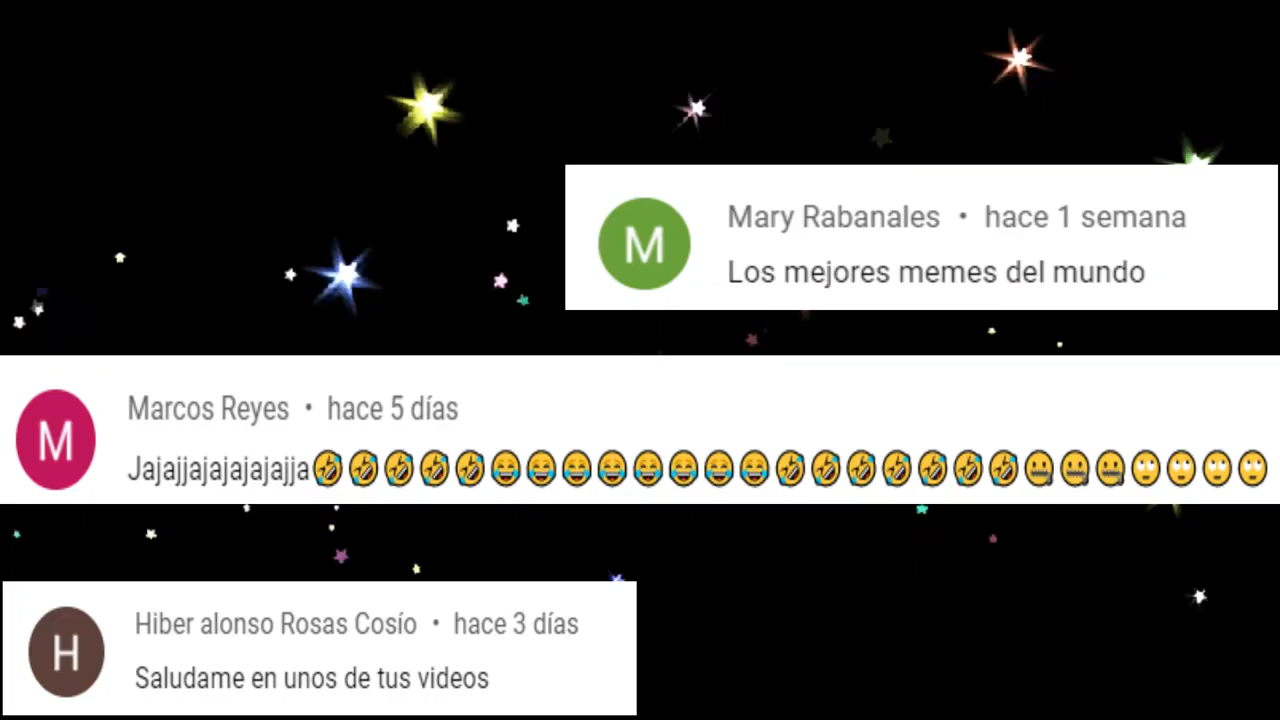 M
Mary Rabanales • hace 1 semana
Los mejores memes del mundo
M
Marcos Reyes • hace 5 días
Jajajjajajajajajja🤣🤣🤣🤣🤣😂😂😂😂😂😂😂😂🤣🤣🤣🤣🤣🤣🤣🤐🤐🤐🙄🙄🙄🙄
H
Hiber alonso Rosas Cosío • hace 3 días
Saludame en unos de tus videos